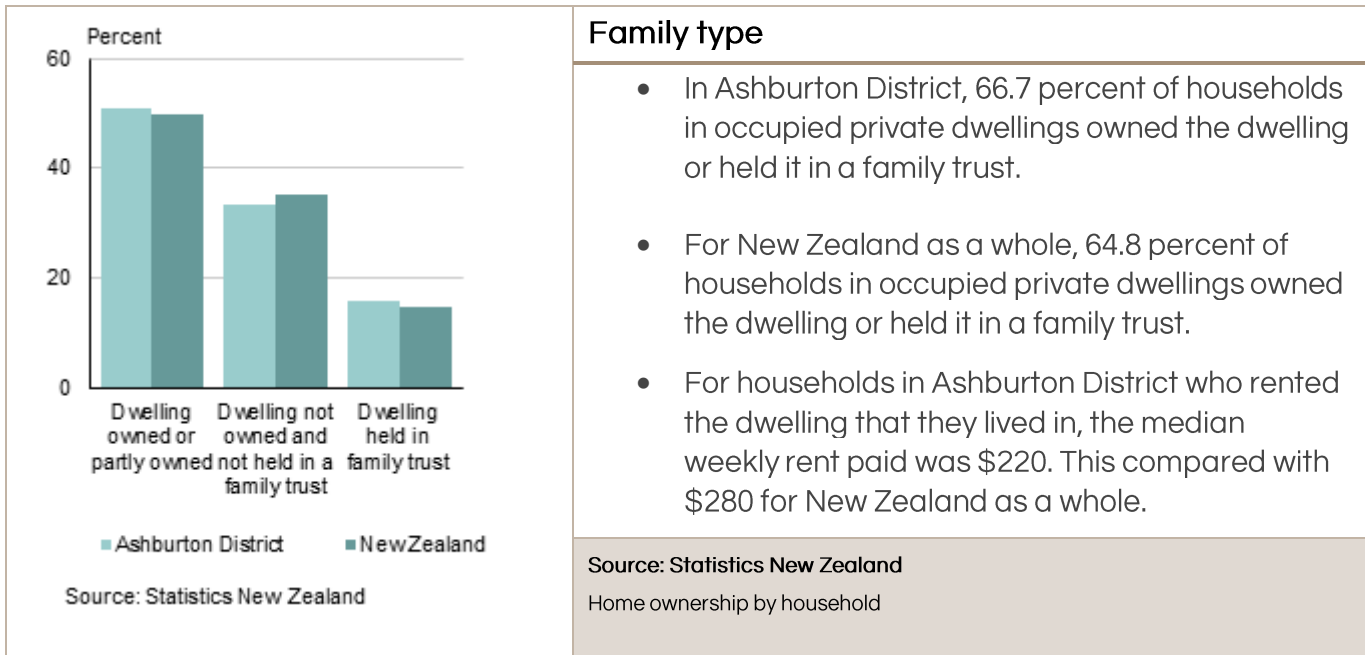 Percent
60
40
20
0
Dwelling owned or partly owned
Dwelling not owned and not held in a family trust
Dwelling held in family trust
Ashburton District
New Zealand
Source: Statistics New Zealand
Family type
• In Ashburton District, 66.7 percent of households
in occupied private dwellings owned the dwelling
or held it in a family trust.
• For New Zealand as a whole, 64.8 percent of
households in occupied private dwellings owned
the dwelling or held it in a family trust.
• For households in Ashburton District who rented
the dwelling that they lived in, the median
weekly rent paid was $220. This compared with
$280 for New Zealand as a whole.
Source: Statistics New Zealand
Home ownership by household